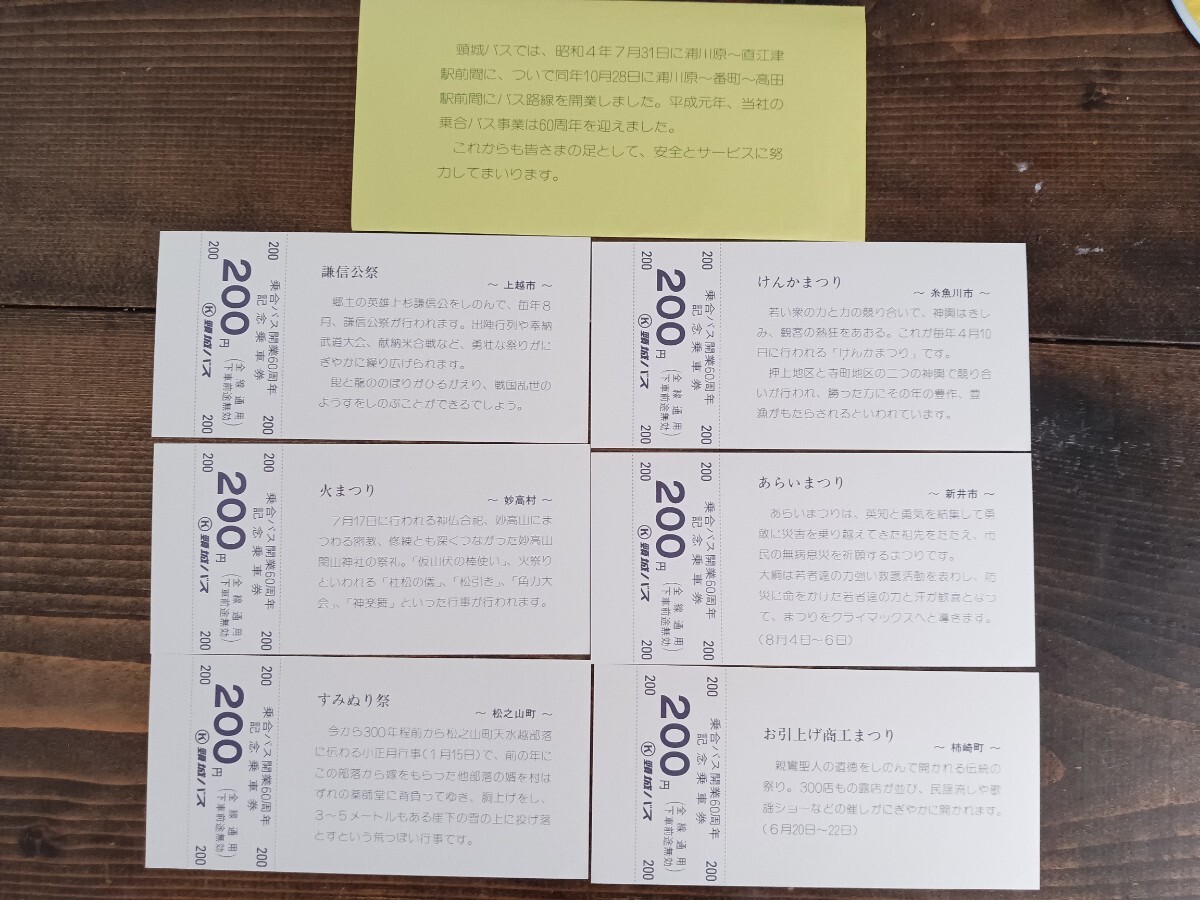 頸城バスでは、昭和4年7月31日に浦川原～直江津
駅前間に、ついで同年10月28日に浦川原～番町～高田
駅前間にバス路線を開業しました。平成元年、当社の
乗合バス事業は60周年を迎えました。
これからも皆さまの足として、安全とサービスに努
力してまいります。
200 200
乗合バス開業60周年
記念乗車券
200円
(全線通用)
(下車前途無効)
Ⓚ頸城バス
200 200
謙信公祭
～ 上越市 ～
郷土の英雄上杉謙信公をしのんで、毎年8
月、謙信公祭が行われます。出陣行列や奉納
武道大会、献納米合戦など、勇壮な祭りがに
ぎやかに繰り広げられます。
毘と龍ののぼりがひるがえり、戦国乱世の
ようすをしのぶことができるでしょう。
200 200
乗合バス開業60周年
記念乗車券
200円
(全線通用)
(下車前途無効)
Ⓚ頸城バス
200 200
けんかまつり
～ 糸魚川市 ～
若い衆の力と力の競り合いで、神輿はきし
み、観客の熱狂をあおる。これが毎年4月10
日に行われる「けんかまつり」です。
押上地区と寺町地区の二つの神輿で競り合
いが行われ、勝った方にその年の豊作、豊
漁がもたらされるといわれています。
200 200
乗合バス開業60周年
記念乗車券
200円
(全線通用)
(下車前途無効)
Ⓚ頸城バス
200 200
火まつり
～ 妙高村 ～
7月17日に行われる神仏合祀、妙高山にま
つわる密教、修練とも深くつながった妙高山
関山神社の祭礼。「仮山伏の棒使い」、火祭り
といわれる「柱松の儀」、「松引き」、「角力大
会」、「神楽舞」といった行事が行われます。
200 200
乗合バス開業60周年
記念乗車券
200円
(全線通用)
(下車前途無効)
Ⓚ頸城バス
200 200
あらいまつり
～ 新井市 ～
あらいまつりは、英知と勇気を結集して勇
敢に災害を乗り越えてきた祖先をたたえ、市
民の無病息災を祈願するまつりです。
大綱は若者達の力強い救護活動を表わし、防
災に命をかけた若者達の力と汗が歓喜となっ
て、まつりをクライマックスへと導きます。
(8月4日～6日)
200 200
乗合バス開業60周年
記念乗車券
200円
(全線通用)
(下車前途無効)
Ⓚ頸城バス
200 200
すみぬり祭
～ 松之山町 ～
今から300年程前から松之山町天水越部落
に伝わる小正月行事(1月15日)で、前の年に
この部落から嫁をもらった他部落の婿を村は
ずれの薬師堂に背負ってゆき、胴上げをし、
3～5メートルもある崖下の雪の上に投げ落
とすという荒っぽい行事です。
200 200
乗合バス開業60周年
記念乗車券
200円
(全線通用)
(下車前途無効)
Ⓚ頸城バス
200 200
お引上げ商工まつり
～ 柿崎町 ～
親鸞聖人の遺徳をしのんで開かれる伝統の
祭り。300店もの露店が並び、民謡流しや歌
謡ショーなどの催しがにぎやかに開かれます。
(6月20日～22日)